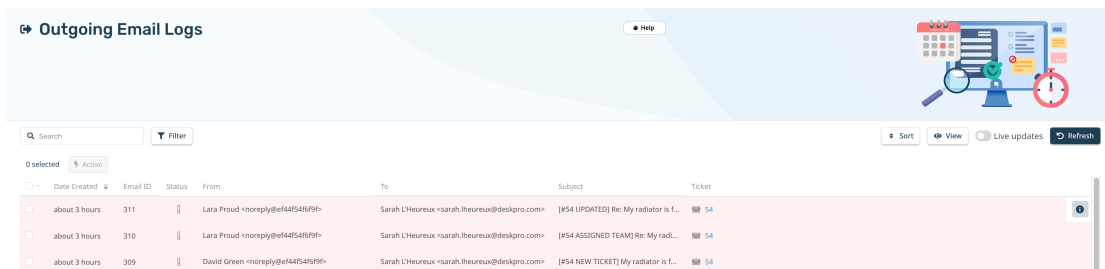 Outgoing Email Logs
Help
Search
Filter
Sort
View
Live updates
Refresh
0 selected
Action
Date Created Email ID Status From To Subject Ticket
about 3 hours 311 Lara Proud <noreply@ef44f54f6f9f> Sarah L'Heureux <sarah.lheureux@deskpro.com> [#54 UPDATED] Re: My radiator is f... 54
about 3 hours 310 Lara Proud <noreply@ef44f54f6f9f> Sarah L'Heureux <sarah.lheureux@deskpro.com> [#54 ASSIGNED TEAM] Re: My radi... 54
about 3 hours 309 David Green <noreply@ef44f54f6f9f> Sarah L'Heureux <sarah.lheureux@deskpro.com> [#54 NEW TICKET] My radiator is f... 54